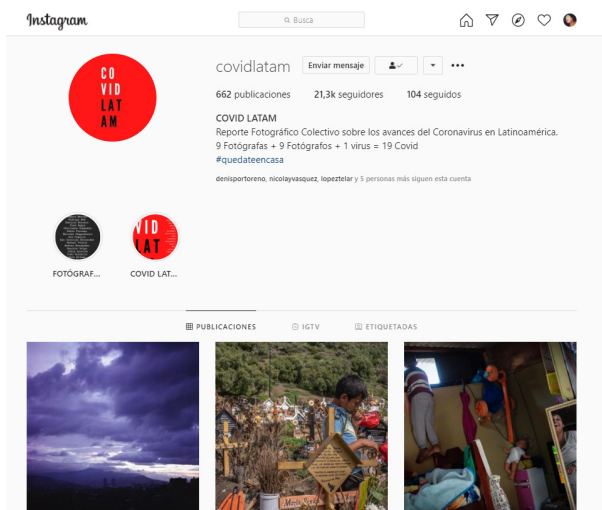 Instagram
Busca
CO
VID
LAT
AM
covidlatam
Enviar mensaje
662 publicaciones 21,3k seguidores 104 seguidos
COVID LATAM
Reporte Fotográfico Colectivo sobre los avances del Coronavirus en Latinoamérica.
9 Fotógrafas + 9 Fotógrafos + 1 virus = 19 Covid
#quedateencasa
denisportoreno, nicolayvasquez, lopeztelar y 5 personas más siguen esta cuenta
VID
LAT
FOTÓGRAF... COVID LAT...
PUBLICACIONES IGTV ETIQUETADAS